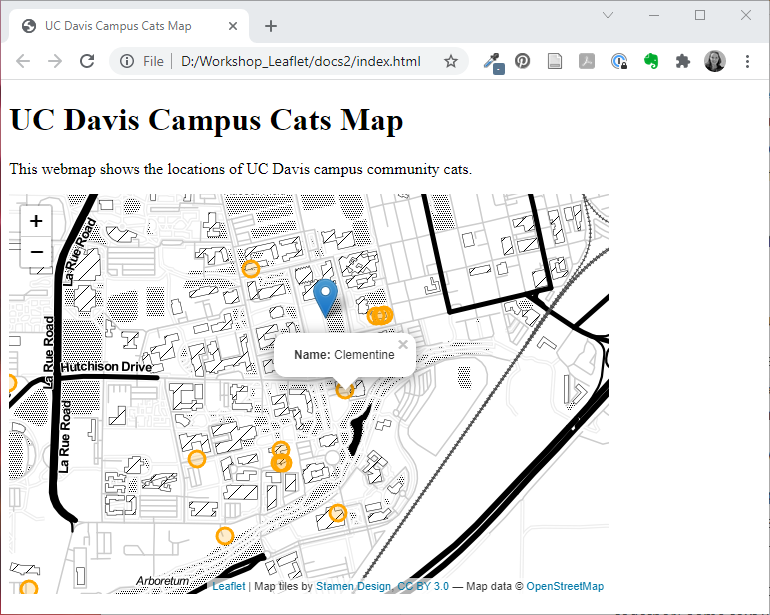 UC Davis Campus Cats Map
File | D:/Workshop_Leaflet/docs2/index.html
UC Davis Campus Cats Map
This webmap shows the locations of UC Davis campus community cats.
+
−
La Rue Road
Name: Clementine
La Rue Road
Hutchison Drive
La Rue Road
Arboretum
Leaflet | Map tiles by Stamen Design, CC BY 3.0 — Map data © OpenStreetMap